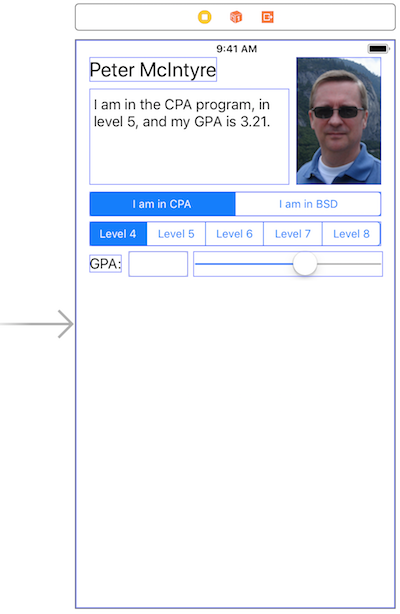 9:41 AM
Peter McIntyre
I am in the CPA program, in
level 5, and my GPA is 3.21.
I am in CPA I am in BSD
Level 4 Level 5 Level 6 Level 7 Level 8
GPA: